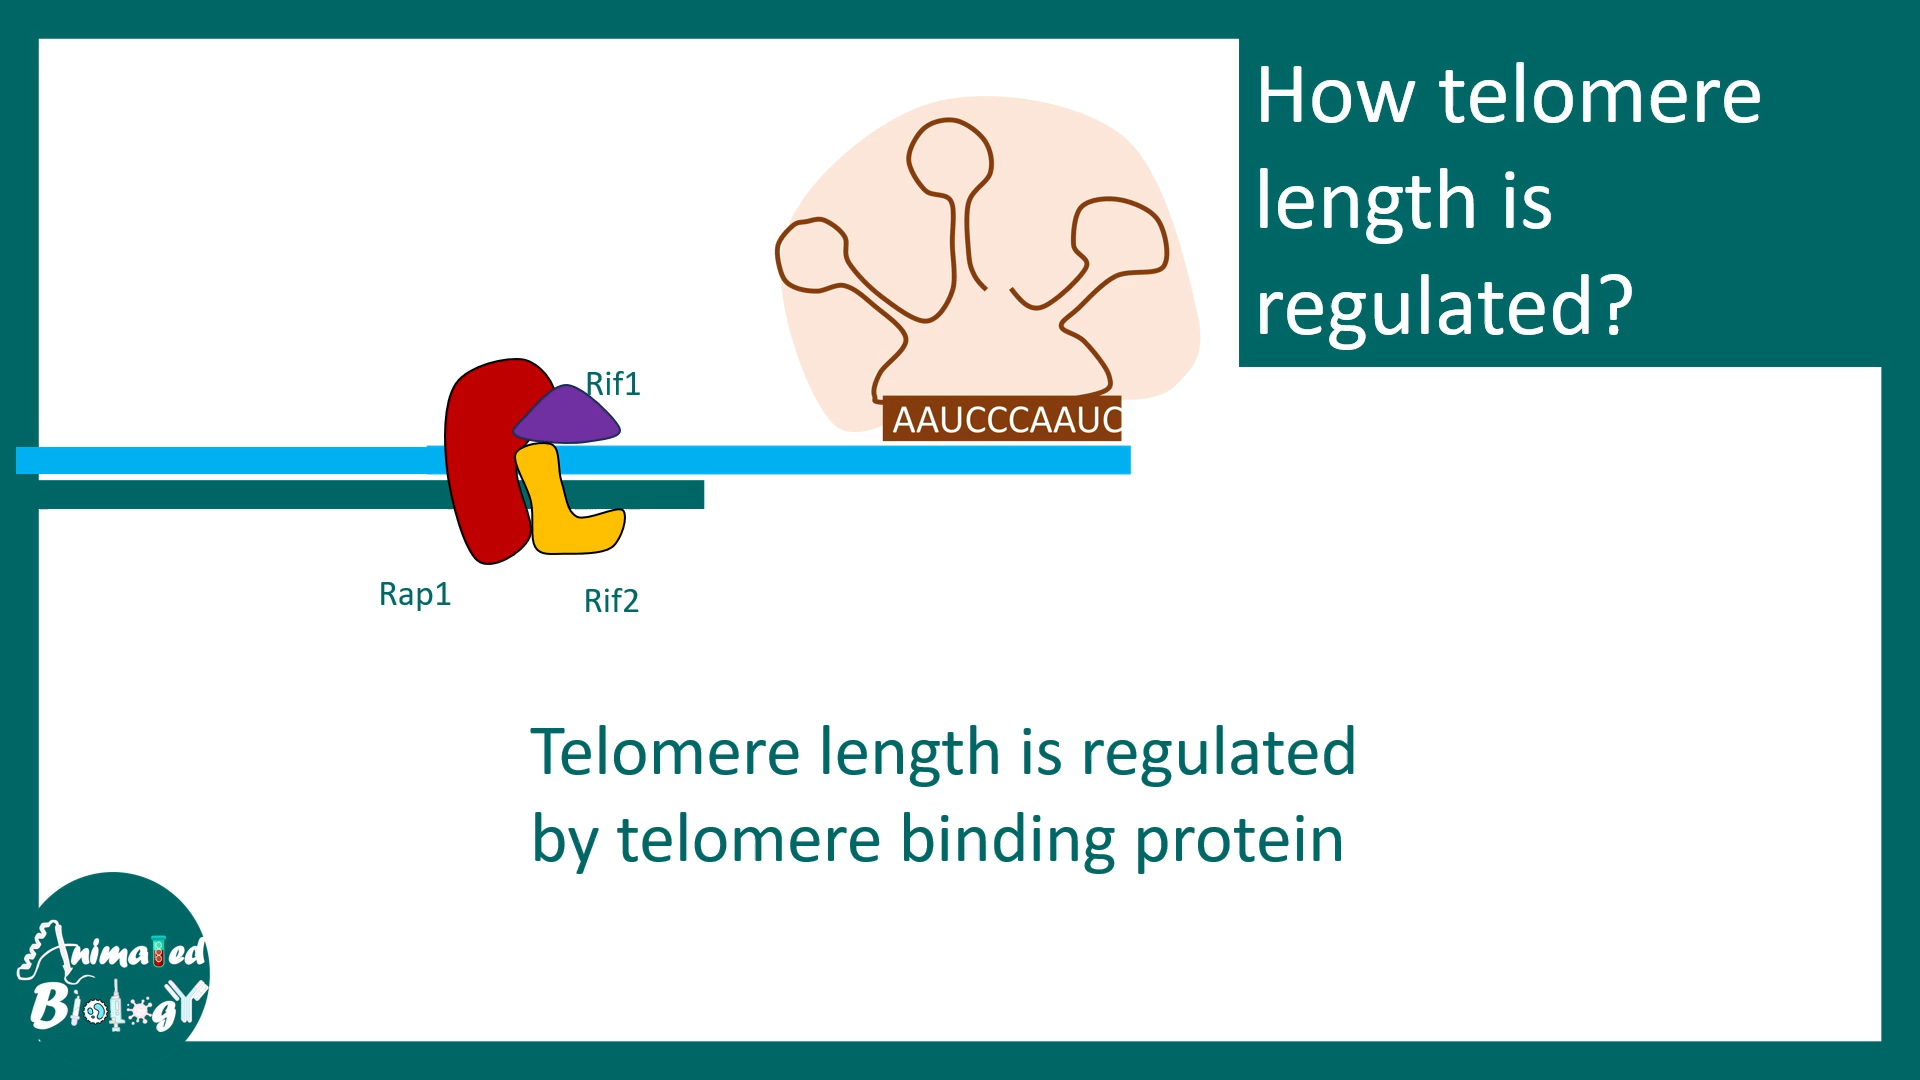 How telomere
length is
regulated?
Rif1
AAUCCCAAUC
Rap1
Rif2
Telomere length is regulated
by telomere binding protein
Animated
Biology